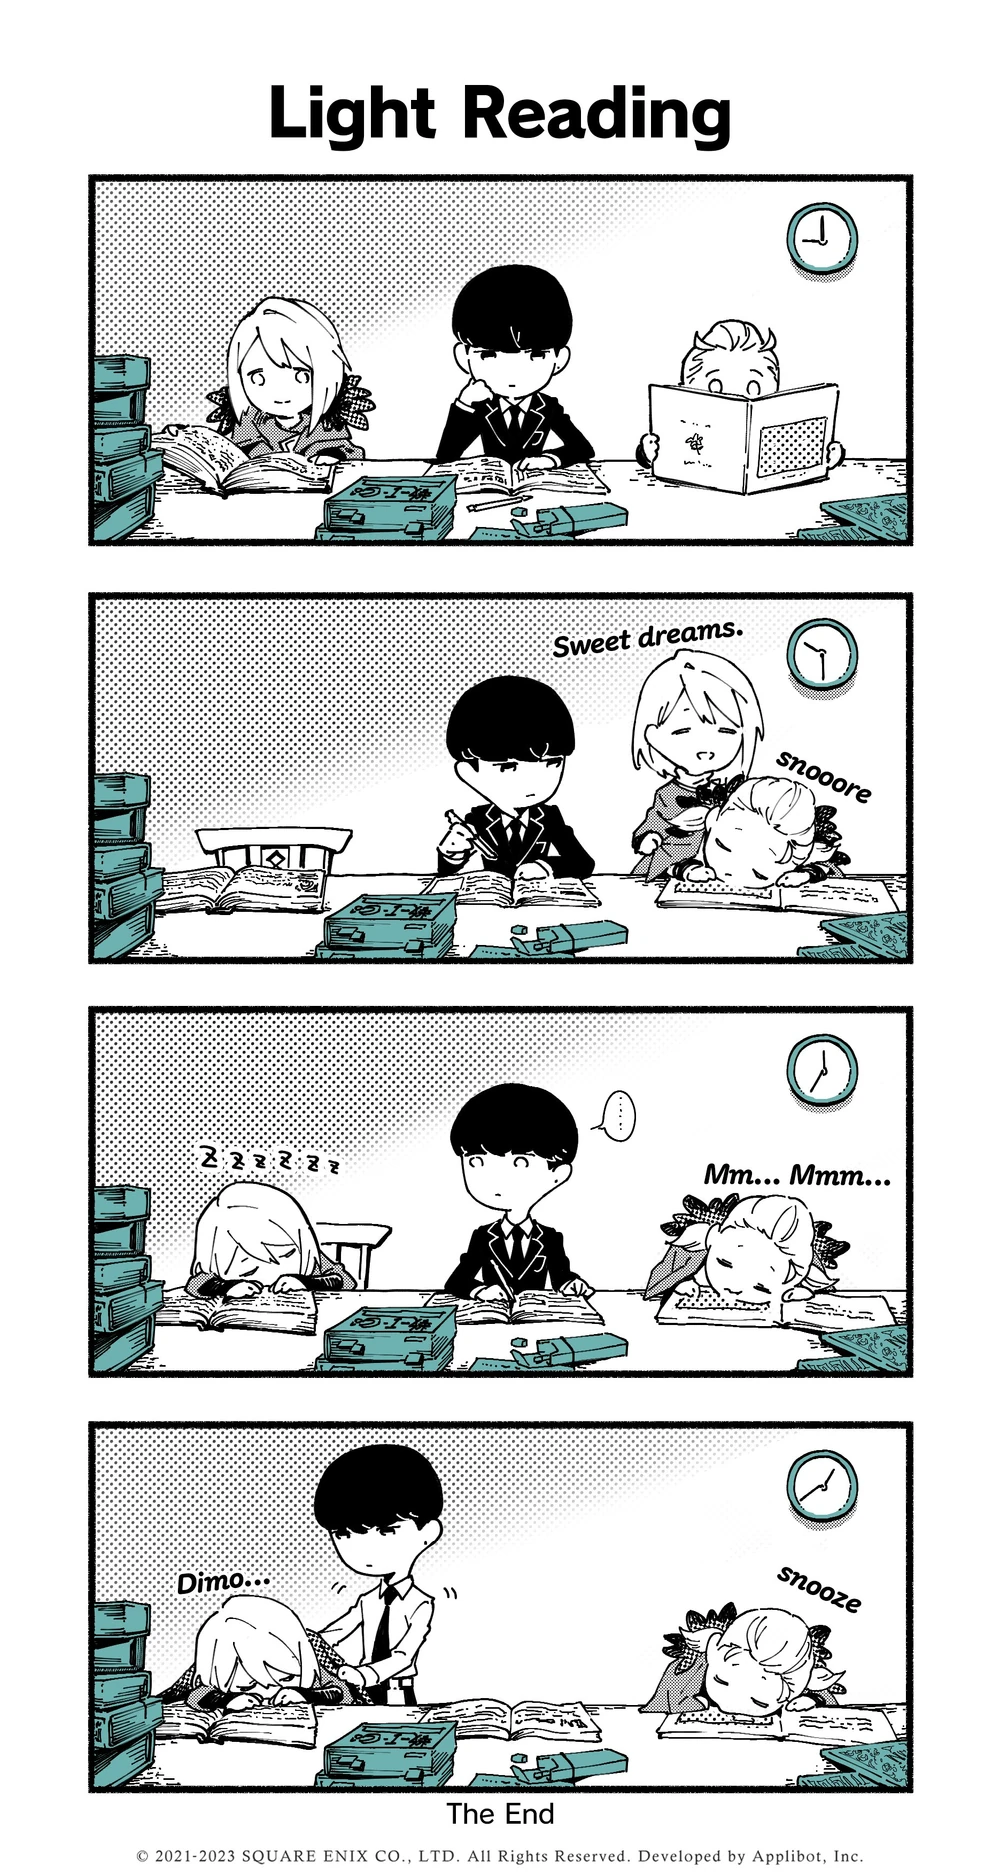 Light Reading
Sweet dreams.
snooore
Z Z Z Z Z Z
Mm... Mmm...
Dimo...
snooze
The End
© 2021-2023 SQUARE ENIX CO., LTD. All Rights Reserved. Developed by Applibot, Inc.